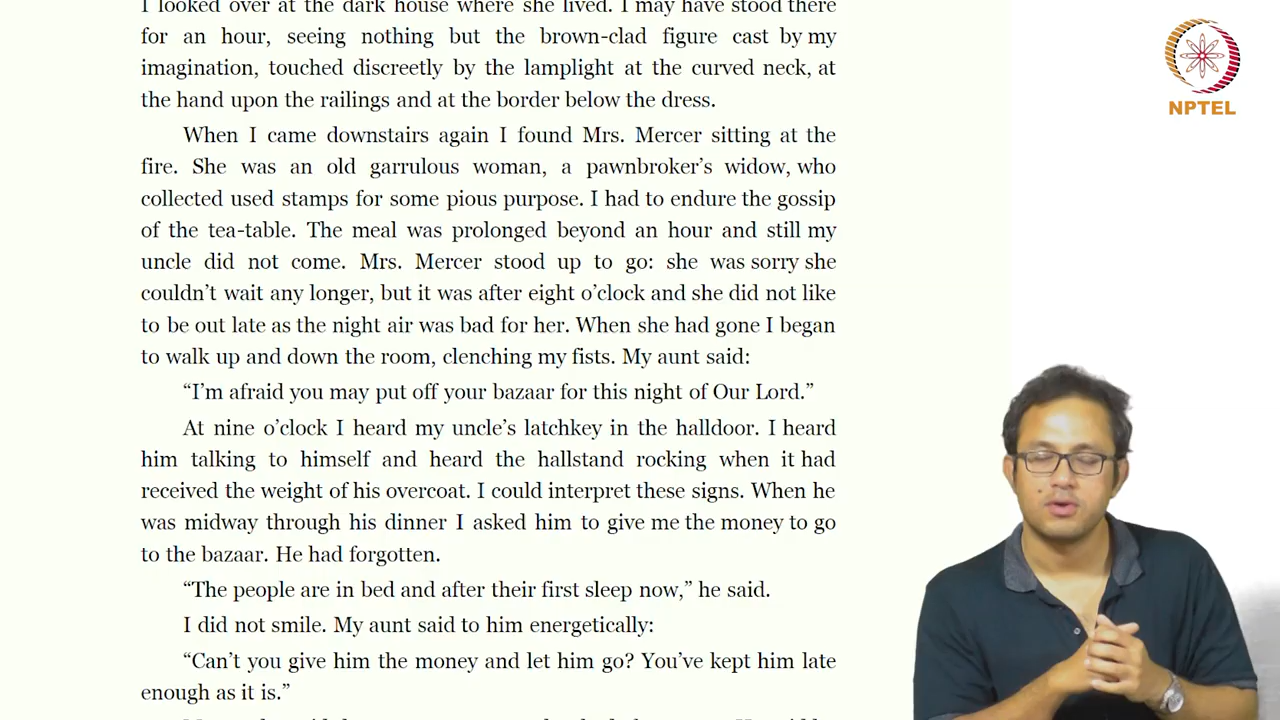 I looked over at the dark house where she lived. I may have stood there
for an hour, seeing nothing but the brown-clad figure cast by my
imagination, touched discreetly by the lamplight at the curved neck, at
the hand upon the railings and at the border below the dress.
When I came downstairs again I found Mrs. Mercer sitting at the
fire. She was an old garrulous woman, a pawnbroker’s widow, who
collected used stamps for some pious purpose. I had to endure the gossip
of the tea-table. The meal was prolonged beyond an hour and still my
uncle did not come. Mrs. Mercer stood up to go: she was sorry she
couldn’t wait any longer, but it was after eight o’clock and she did not like
to be out late as the night air was bad for her. When she had gone I began
to walk up and down the room, clenching my fists. My aunt said:
“I’m afraid you may put off your bazaar for this night of Our Lord.”
At nine o’clock I heard my uncle’s latchkey in the halldoor. I heard
him talking to himself and heard the hallstand rocking when it had
received the weight of his overcoat. I could interpret these signs. When he
was midway through his dinner I asked him to give me the money to go
to the bazaar. He had forgotten.
“The people are in bed and after their first sleep now,” he said.
I did not smile. My aunt said to him energetically:
“Can’t you give him the money and let him go? You’ve kept him late
enough as it is.”
NPTEL